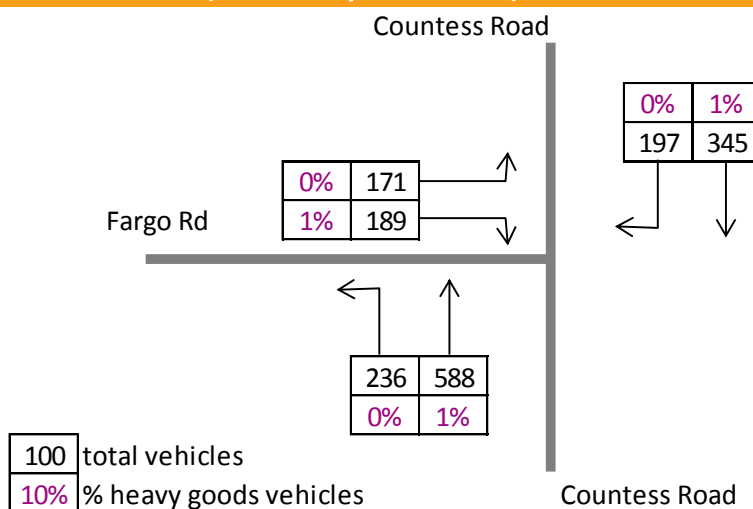 Countess Road
0% 1%
197 345
0% 171
1% 189
Fargo Rd
236 588
0% 1%
100 total vehicles
10% % heavy goods vehicles
Countess Road